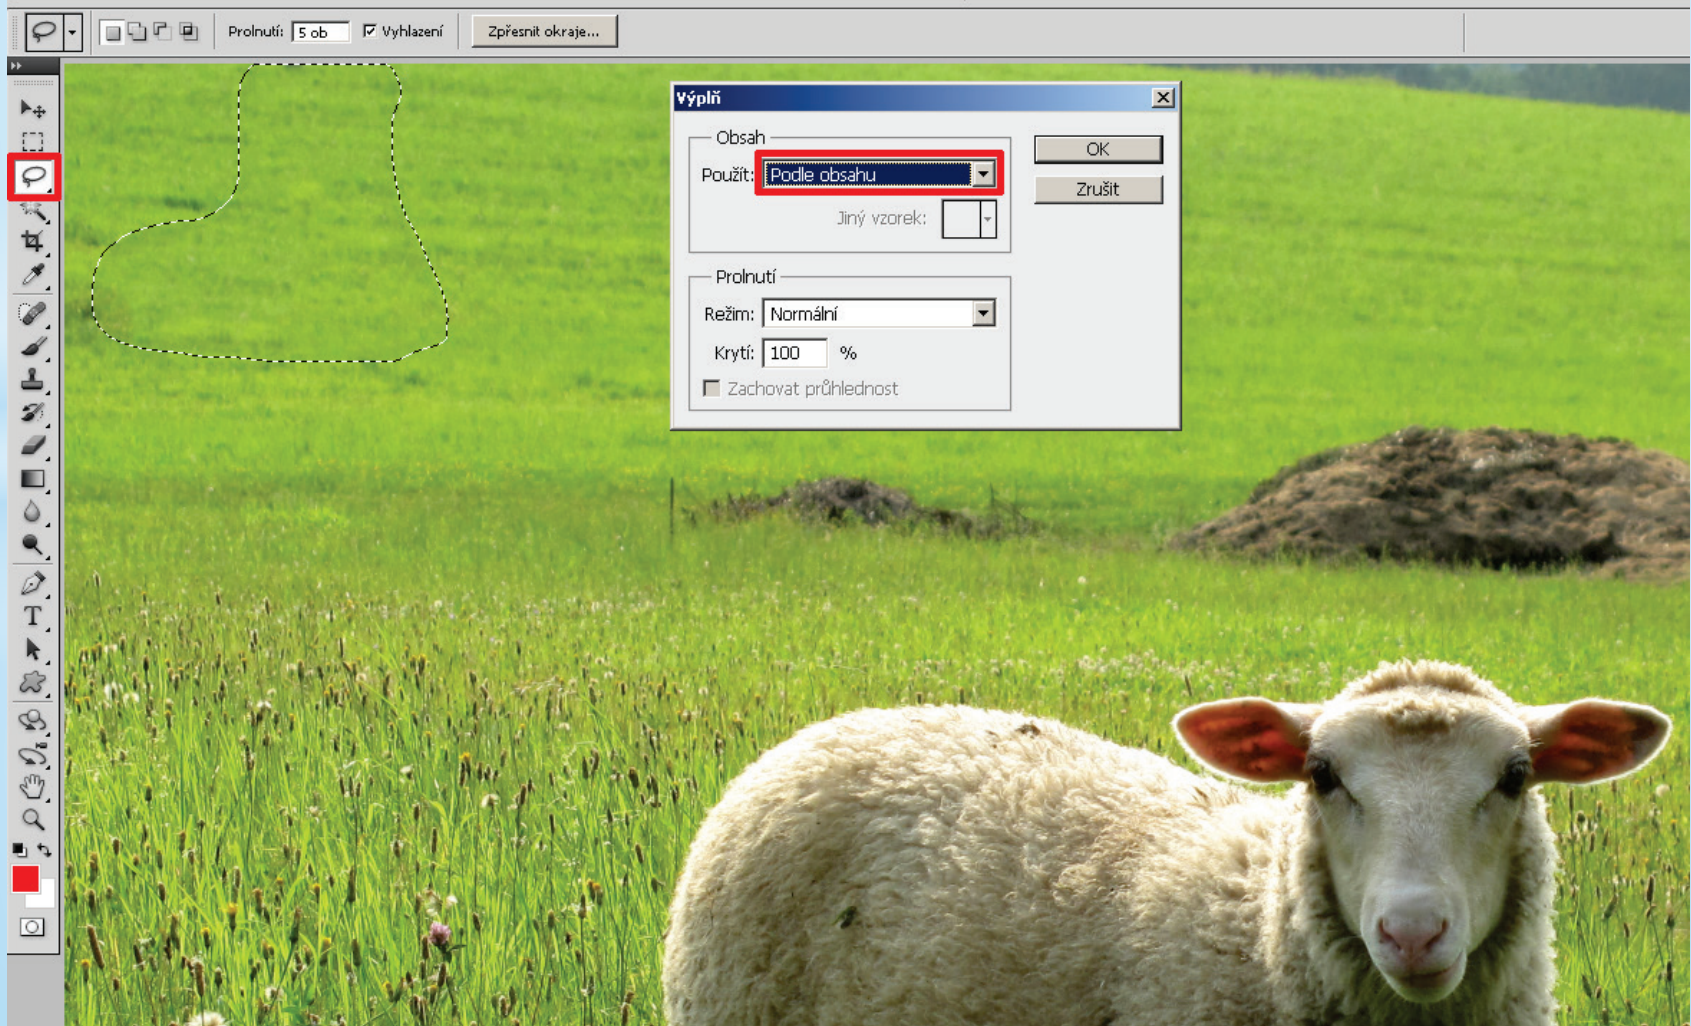 Prolnutí: 5 ob Vyhlazení Zpřesnit okraje...
Výplň
Obsah
Použít: Podle obsahu
Jiný vzorek:
OK
Zrušit
Prolnutí
Režim: Normální
Krytí: 100 %
Zachovat průhlednost
T